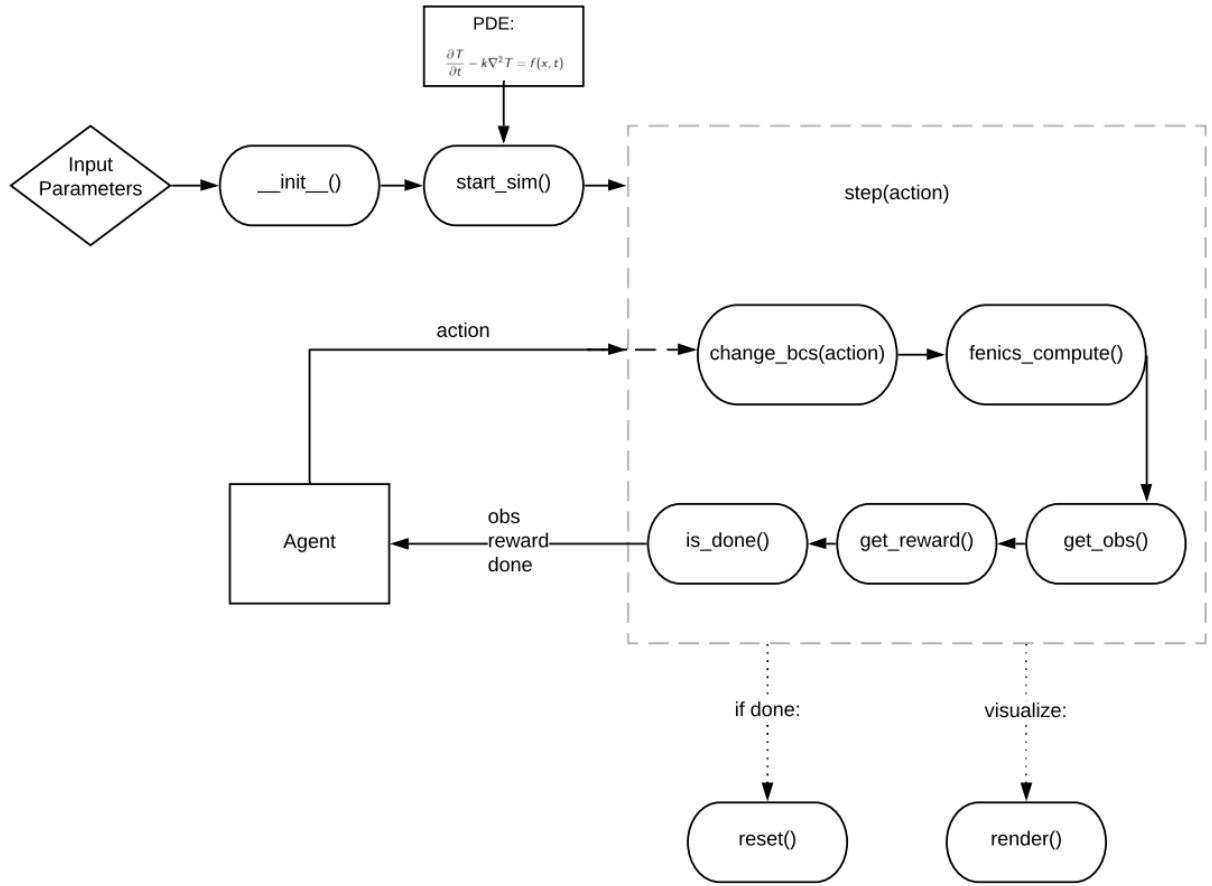 PDE:
∂T/∂t − k∇²T = f(x, t)
Input
Parameters
__init__()
start_sim()
step(action)
action
change_bcs(action)
fenics_compute()
Agent
obs
reward
done
is_done()
get_reward()
get_obs()
if done:
visualize:
reset()
render()